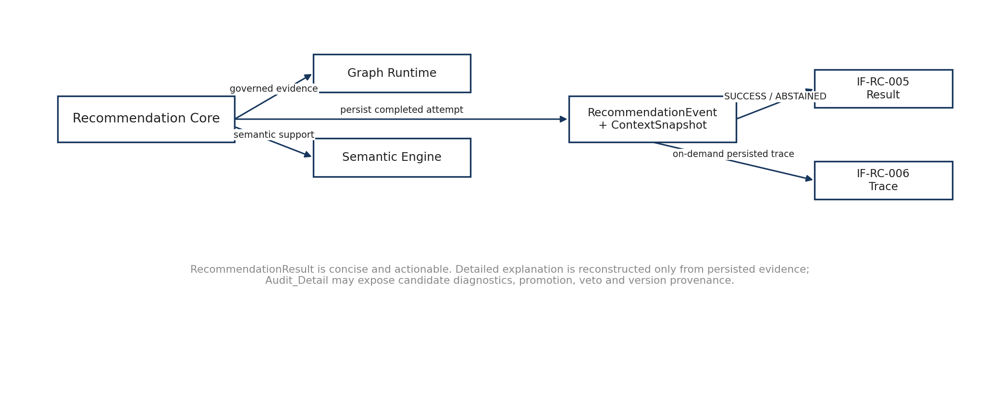 Graph Runtime
governed evidence
Recommendation Core
persist completed attempt
semantic support
Semantic Engine
RecommendationEvent
+ ContextSnapshot
SUCCESS / ABSTAINED
IF-RC-005
Result
on-demand persisted trace
IF-RC-006
Trace
RecommendationResult is concise and actionable. Detailed explanation is reconstructed only from persisted evidence;
Audit_Detail may expose candidate diagnostics, promotion, veto and version provenance.